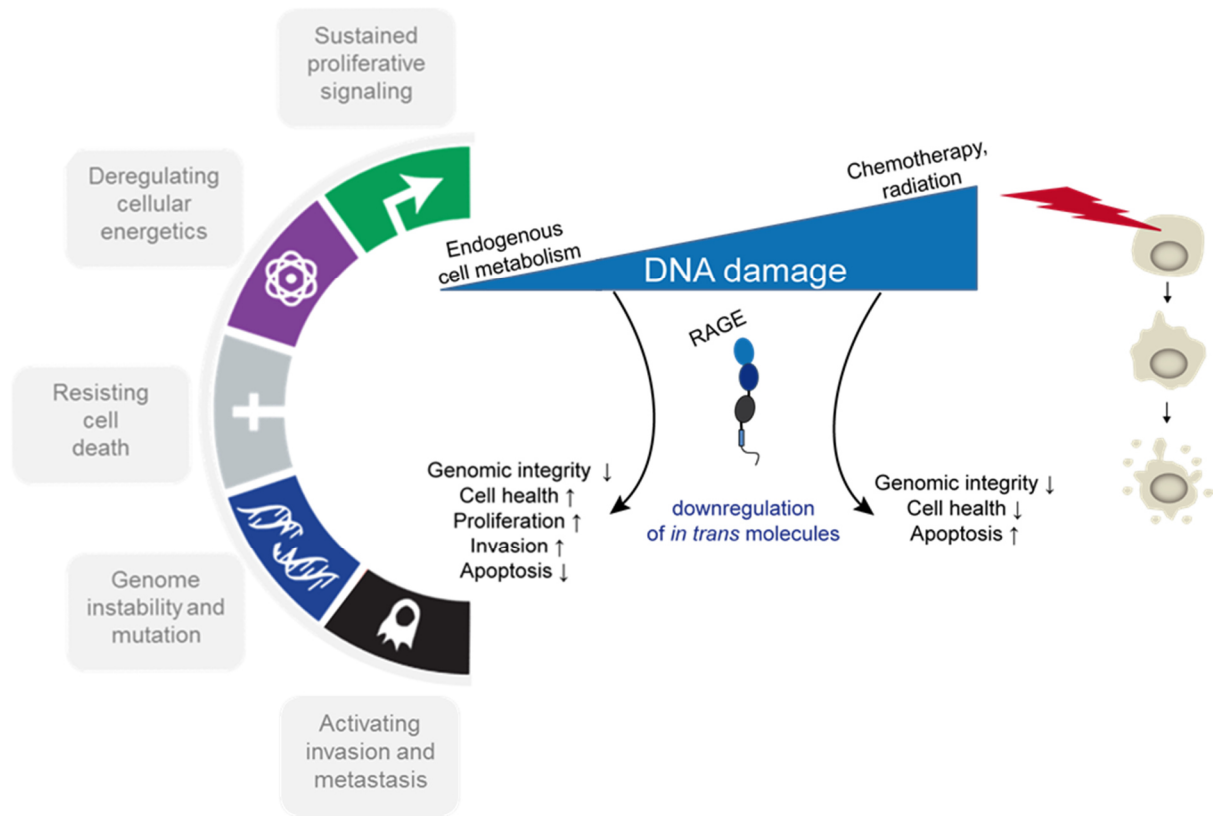 Sustained
proliferative
signaling
Deregulating
cellular
energetics
Resisting
cell
death
Genome
instability and
mutation
Activating
invasion and
metastasis
Endogenous
cell metabolism
Chemotherapy,
radiation
DNA damage
RAGE
Genomic integrity ↓
Cell health ↑
Proliferation ↑
Invasion ↑
Apoptosis ↓
downregulation
of in trans molecules
Genomic integrity ↓
Cell health ↓
Apoptosis ↑